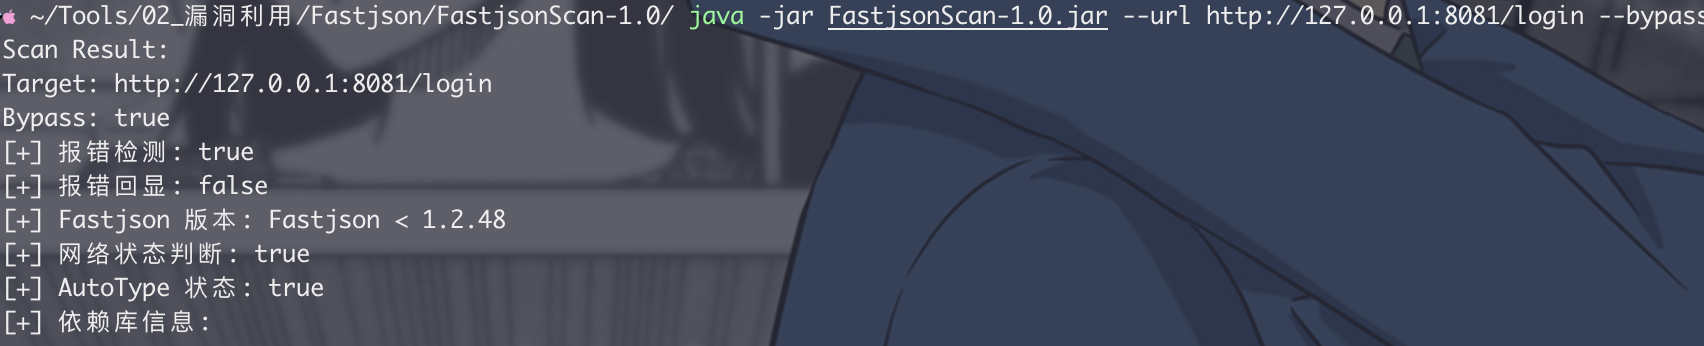 ~/Tools/02_漏洞利用/Fastjson/FastjsonScan-1.0/ java -jar FastjsonScan-1.0.jar --url http://127.0.0.1:8081/login --bypass
Scan Result:
Target: http://127.0.0.1:8081/login
Bypass: true
[+] 报错检测: true
[+] 报错回显: false
[+] Fastjson 版本: Fastjson < 1.2.48
[+] 网络状态判断: true
[+] AutoType 状态: true
[+] 依赖库信息: